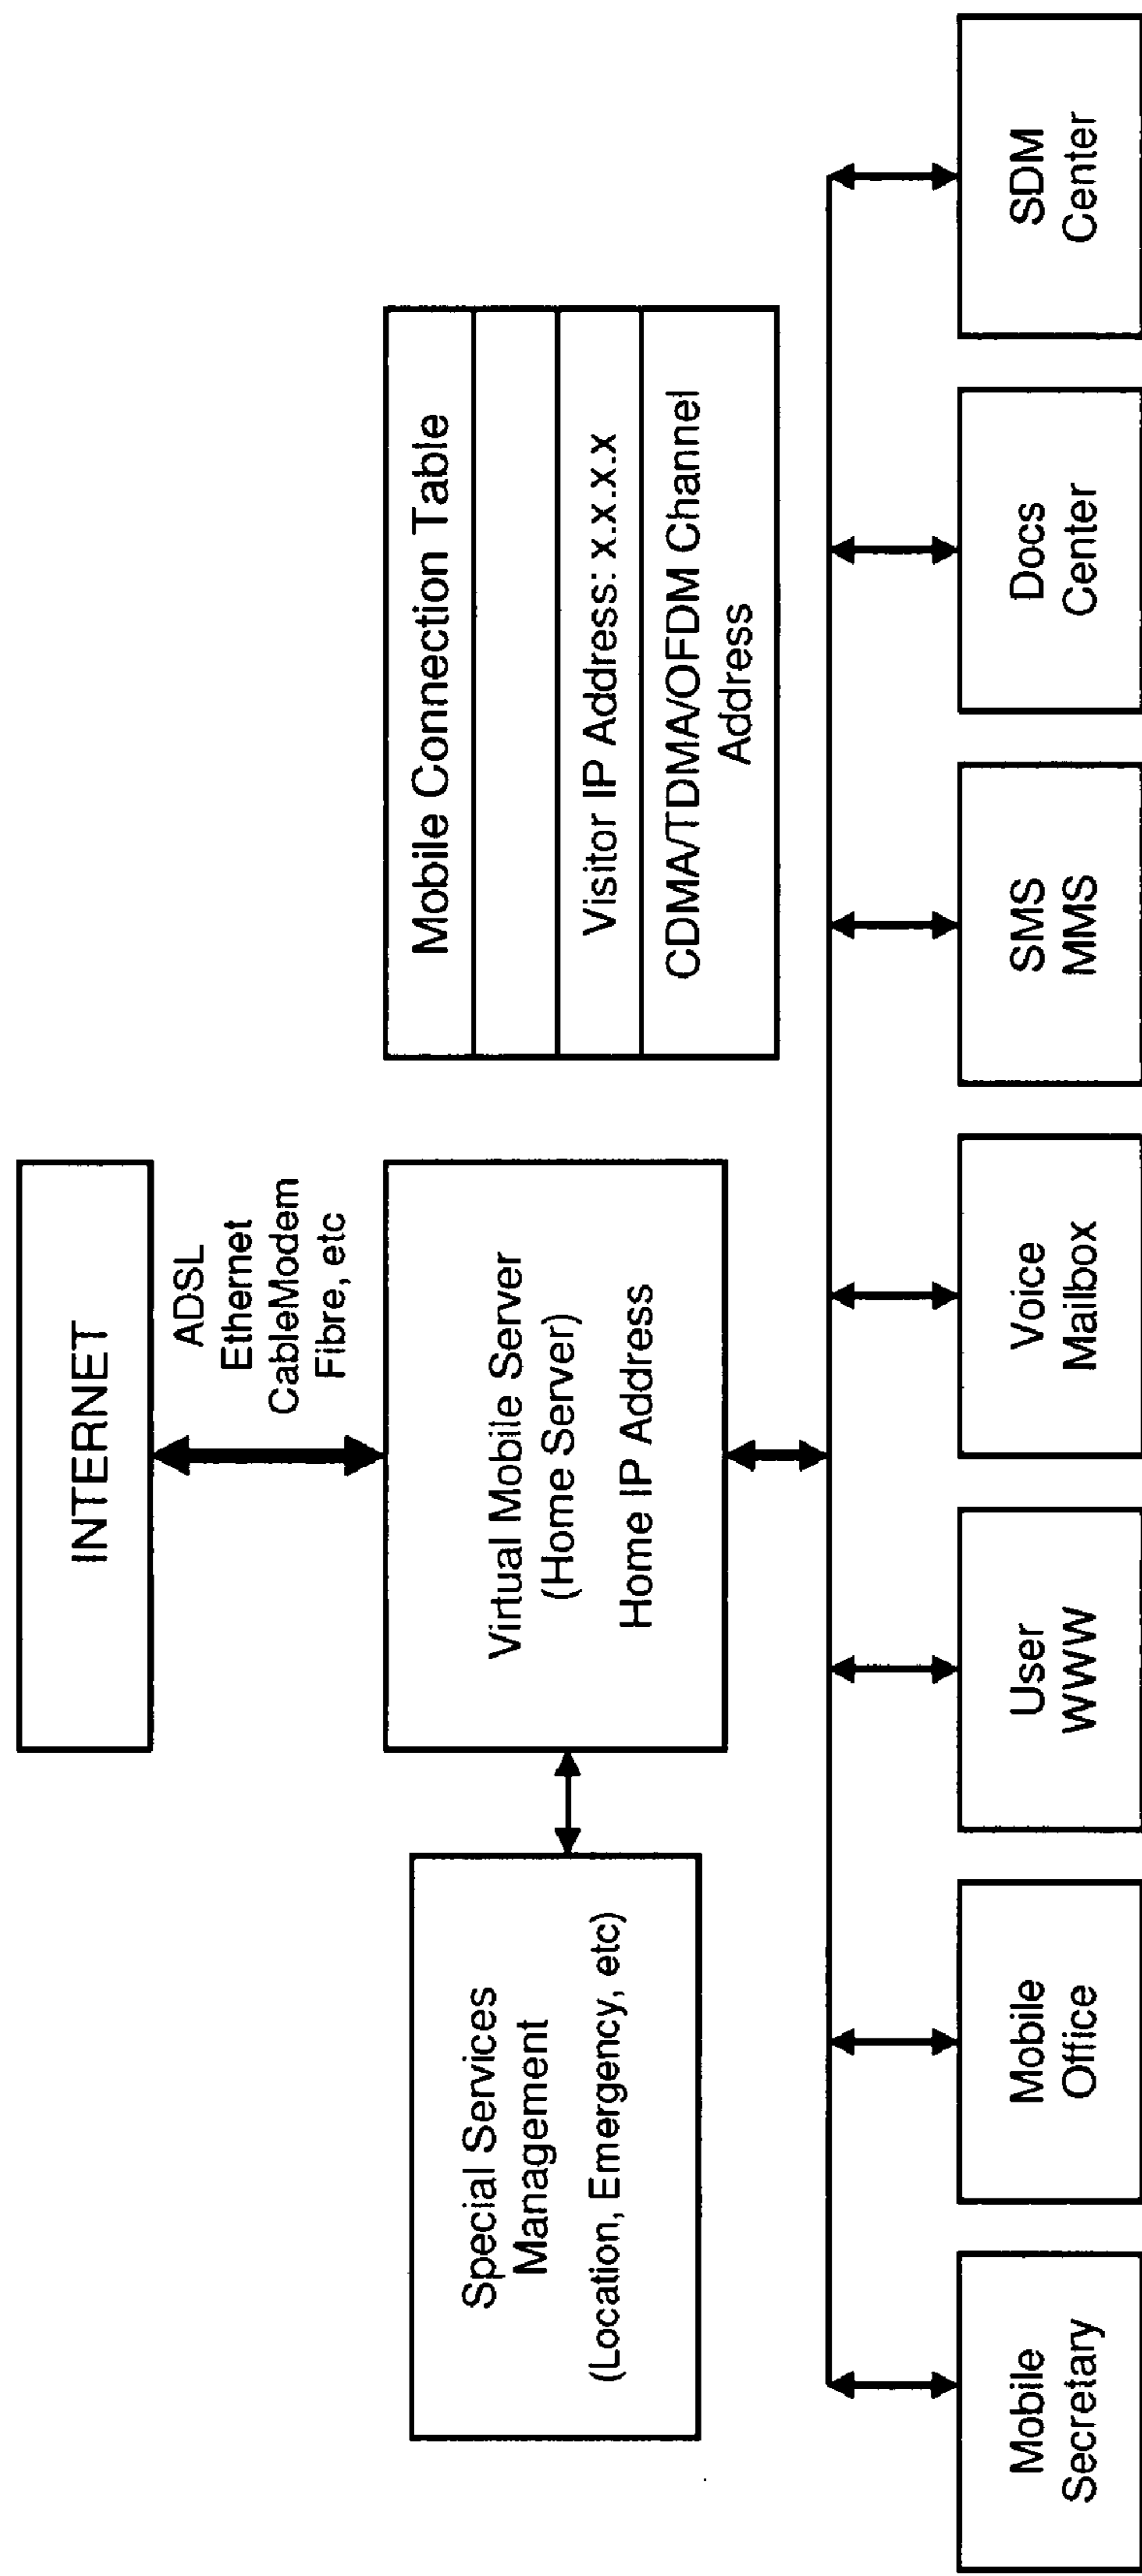 INTERNET
ADSL
Ethernet
CableModem
Fibre, etc
Special Services
Management
(Location, Emergency, etc)
Virtual Mobile Server
(Home Server)
Home IP Address
Mobile Connection Table
Visitor IP Address: x.x.x.x
CDMA/TDMA/OFDM Channel
Address
Mobile
Secretary
Mobile
Office
User
WWW
Voice
Mailbox
SMS
MMS
Docs
Center
SDM
Center